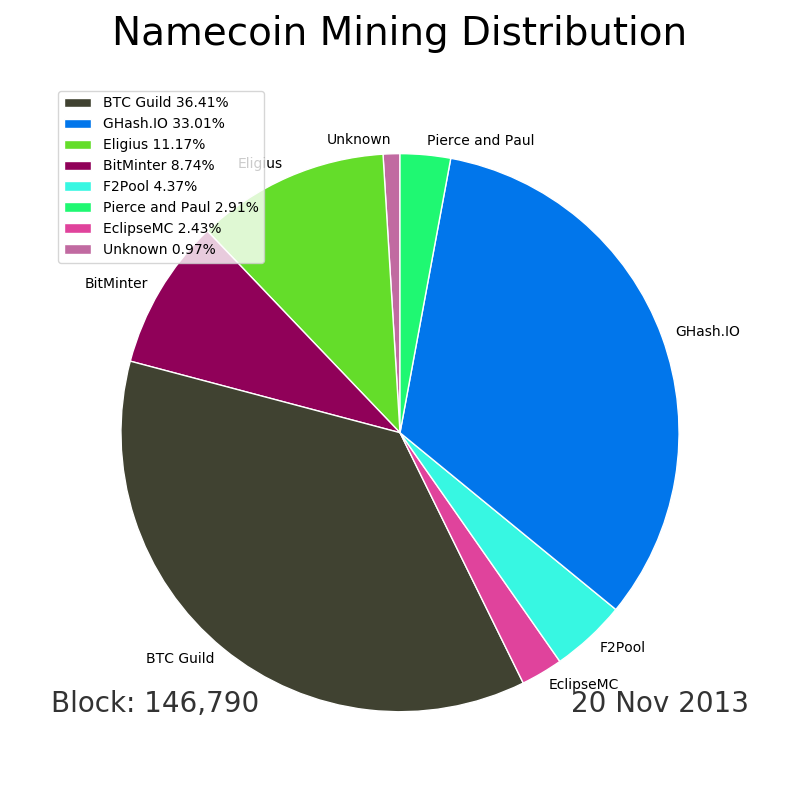 Namecoin Mining Distribution
BTC Guild 36.41%
GHash.IO 33.01%
Eligius 11.17%
BitMinter 8.74%
F2Pool 4.37%
Pierce and Paul 2.91%
EclipseMC 2.43%
Unknown 0.97%
Unknown
Pierce and Paul
Eligius
BitMinter
GHash.IO
F2Pool
BTC Guild
EclipseMC
Block: 146,790
20 Nov 2013